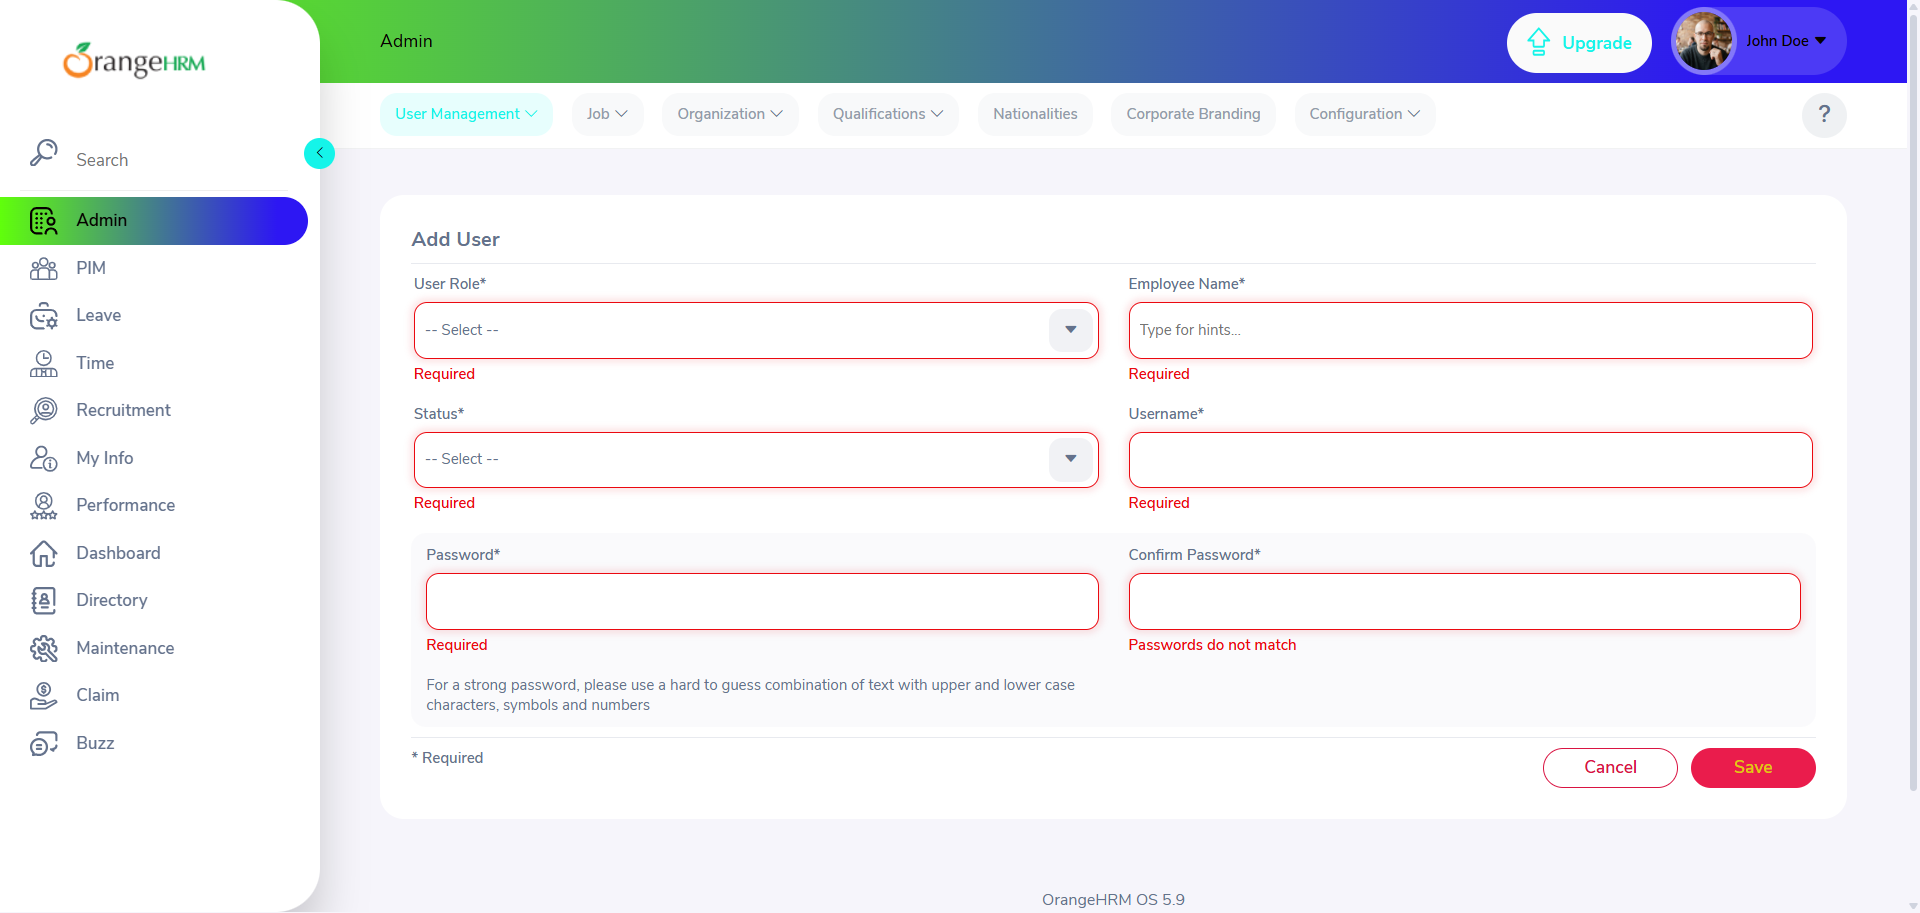 OrangeHRM
Search
Admin
PIM
Leave
Time
Recruitment
My Info
Performance
Dashboard
Directory
Maintenance
Claim
Buzz
Admin
Upgrade
John Doe
User Management
Job
Organization
Qualifications
Nationalities
Corporate Branding
Configuration
?
Add User
User Role*
-- Select --
Required
Employee Name*
Type for hints...
Required
Status*
-- Select --
Required
Username*
Required
Password*
Required
Confirm Password*
Passwords do not match
For a strong password, please use a hard to guess combination of text with upper and lower case
characters, symbols and numbers
* Required
Cancel
Save
OrangeHRM OS 5.9